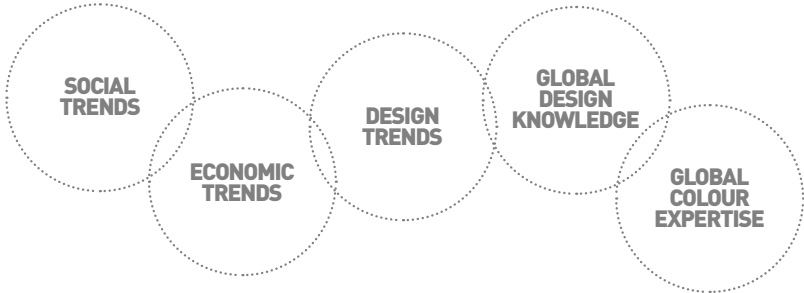 SOCIAL
TRENDS
ECONOMIC
TRENDS
DESIGN
TRENDS
GLOBAL
DESIGN
KNOWLEDGE
GLOBAL
COLOUR
EXPERTISE